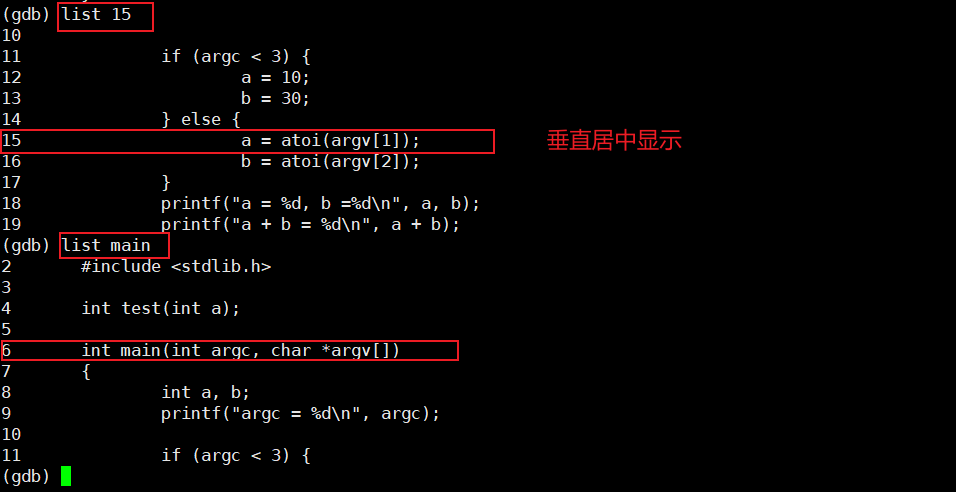 (gdb) list 15
10
11              if (argc < 3) {
12                      a = 10;
13                      b = 30;
14              } else {
15                      a = atoi(argv[1]);
垂直居中显示
16                      b = atoi(argv[2]);
17              }
18              printf("a = %d, b =%d\n", a, b);
19              printf("a + b = %d\n", a + b);
(gdb) list main
2       #include <stdlib.h>
3
4       int test(int a);
5
6       int main(int argc, char *argv[])
7       {
8               int a, b;
9               printf("argc = %d\n", argc);
10
11              if (argc < 3) {
(gdb)